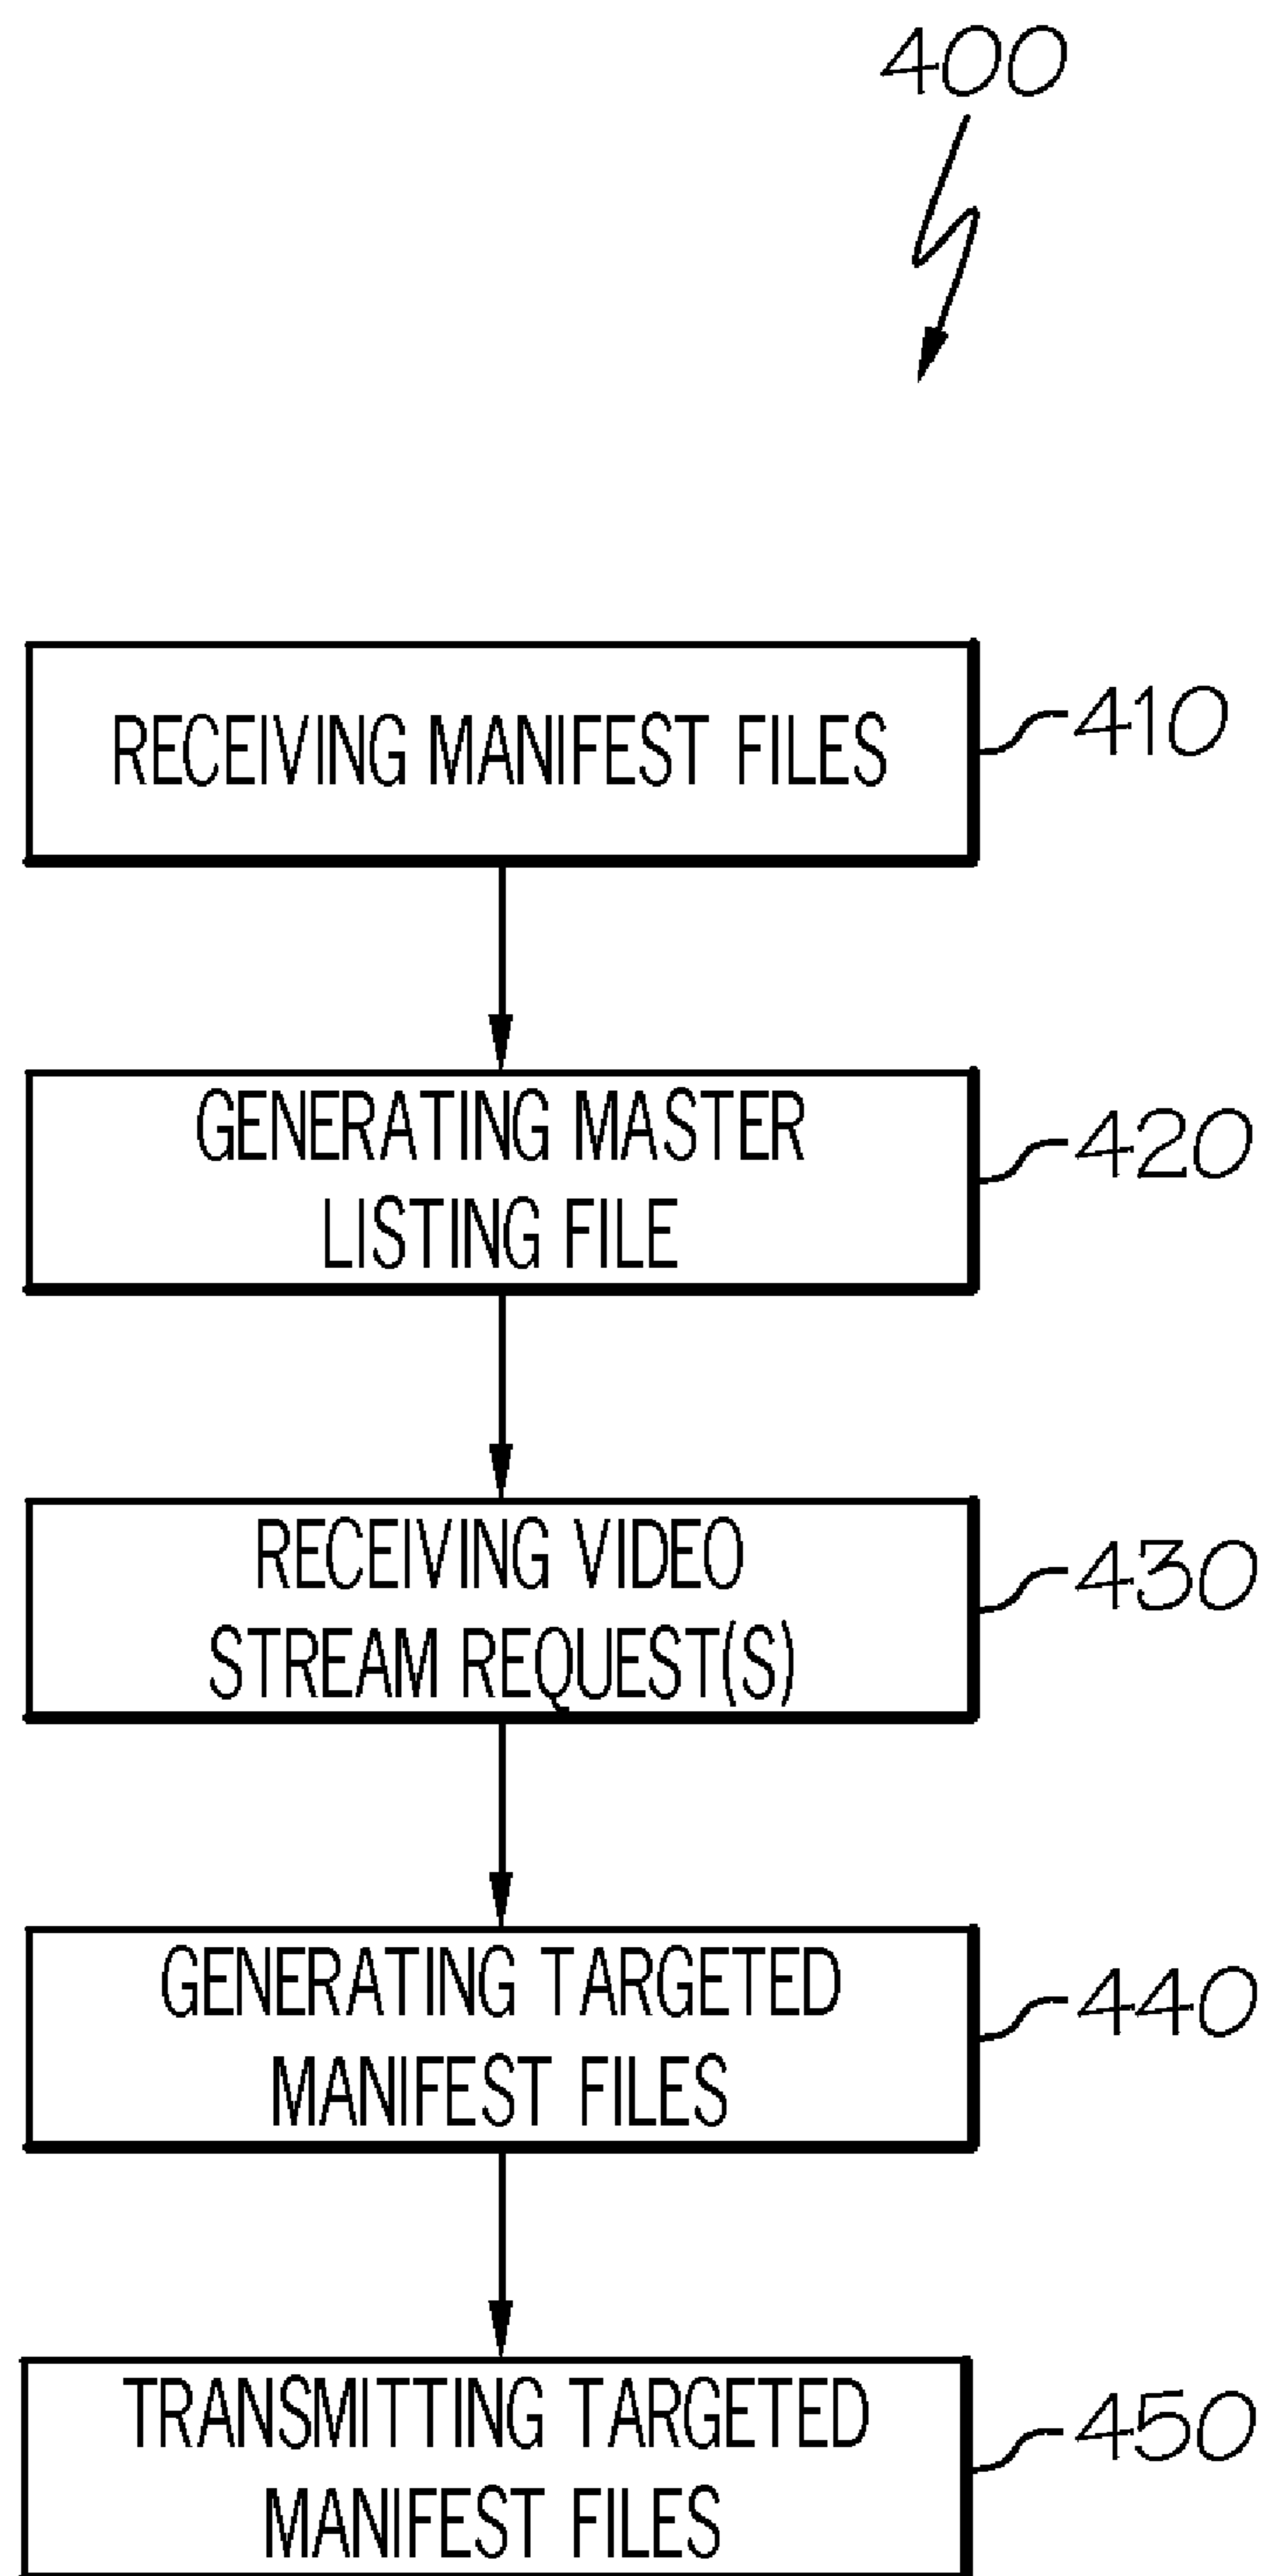 400
RECEIVING MANIFEST FILES
410
GENERATING MASTER
LISTING FILE
420
RECEIVING VIDEO
STREAM REQUEST(S)
430
GENERATING TARGETED
MANIFEST FILES
440
TRANSMITTING TARGETED
MANIFEST FILES
450